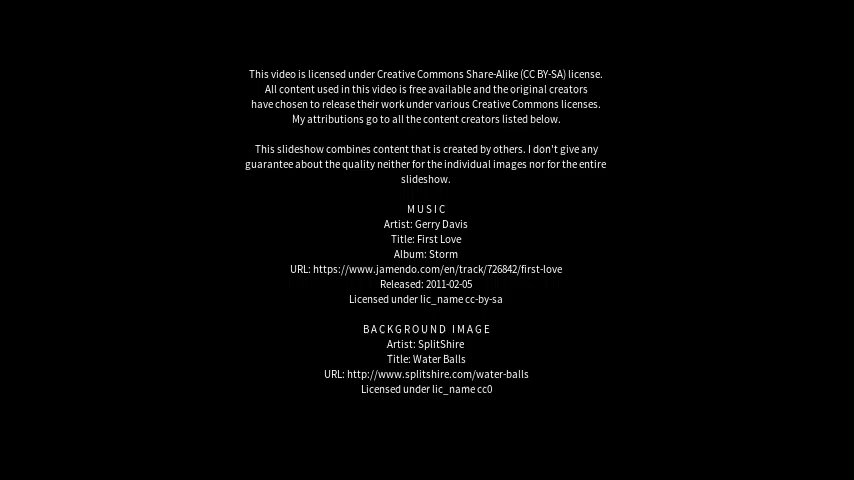 This video is licensed under Creative Commons Share-Alike (CC BY-SA) license.
All content used in this video is free available and the original creators
have chosen to release their work under various Creative Commons licenses.
My attributions go to all the content creators listed below.
This slideshow combines content that is created by others. I don't give any
guarantee about the quality neither for the individual images nor for the entire
slideshow.
MUSIC
Artist: Gerry Davis
Title: First Love
Album: Storm
URL: https://www.jamendo.com/en/track/726842/first-love
Released: 2011-02-05
Licensed under lic_name cc-by-sa
BACKGROUND IMAGE
Artist: SplitShire
Title: Water Balls
URL: http://www.splitshire.com/water-balls
Licensed under lic_name cc0